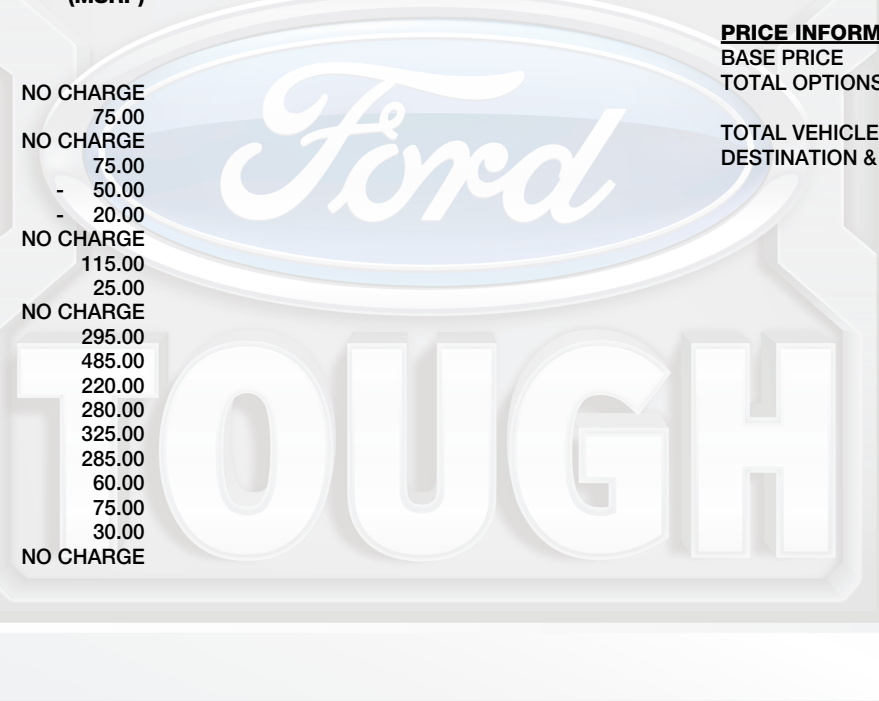 (MSRP)
NO CHARGE
75.00
NO CHARGE
75.00
- 50.00
- 20.00
NO CHARGE
115.00
25.00
NO CHARGE
295.00
485.00
220.00
280.00
325.00
285.00
60.00
75.00
30.00
NO CHARGE
PRICE INFORM
BASE PRICE
TOTAL OPTIONS
TOTAL VEHICLE
DESTINATION &
Ford
TOUGH